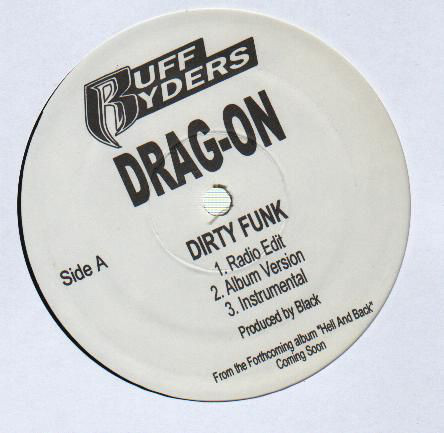 RUFF
RYDERS
DRAG-ON
DIRTY FUNK
Side A
1. Radio Edit
2. Album Version
3. Instrumental
Produced by Black
From the Forthcoming album "Hell And Back"
Coming Soon